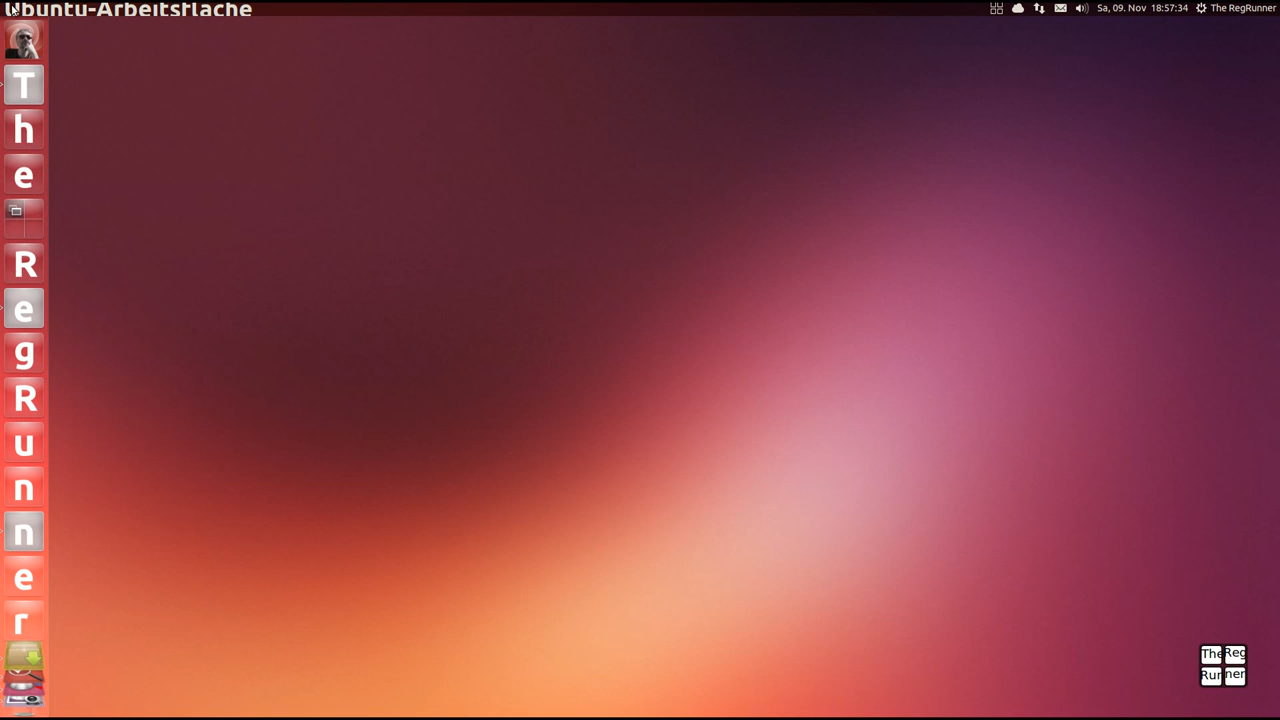 Ubuntu-Arbeitsfläche
Sa, 09. Nov 18:57:34
The RegRunner
T
h
e
R
e
g
R
u
n
n
e
r
The Reg
Run ner